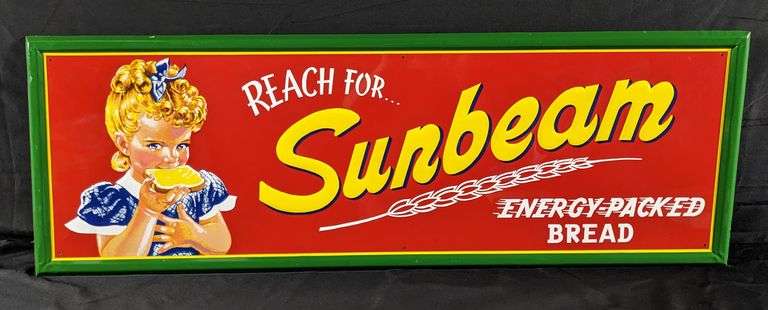 REACH FOR...
Sunbeam
ENERGY-PACKED
BREAD